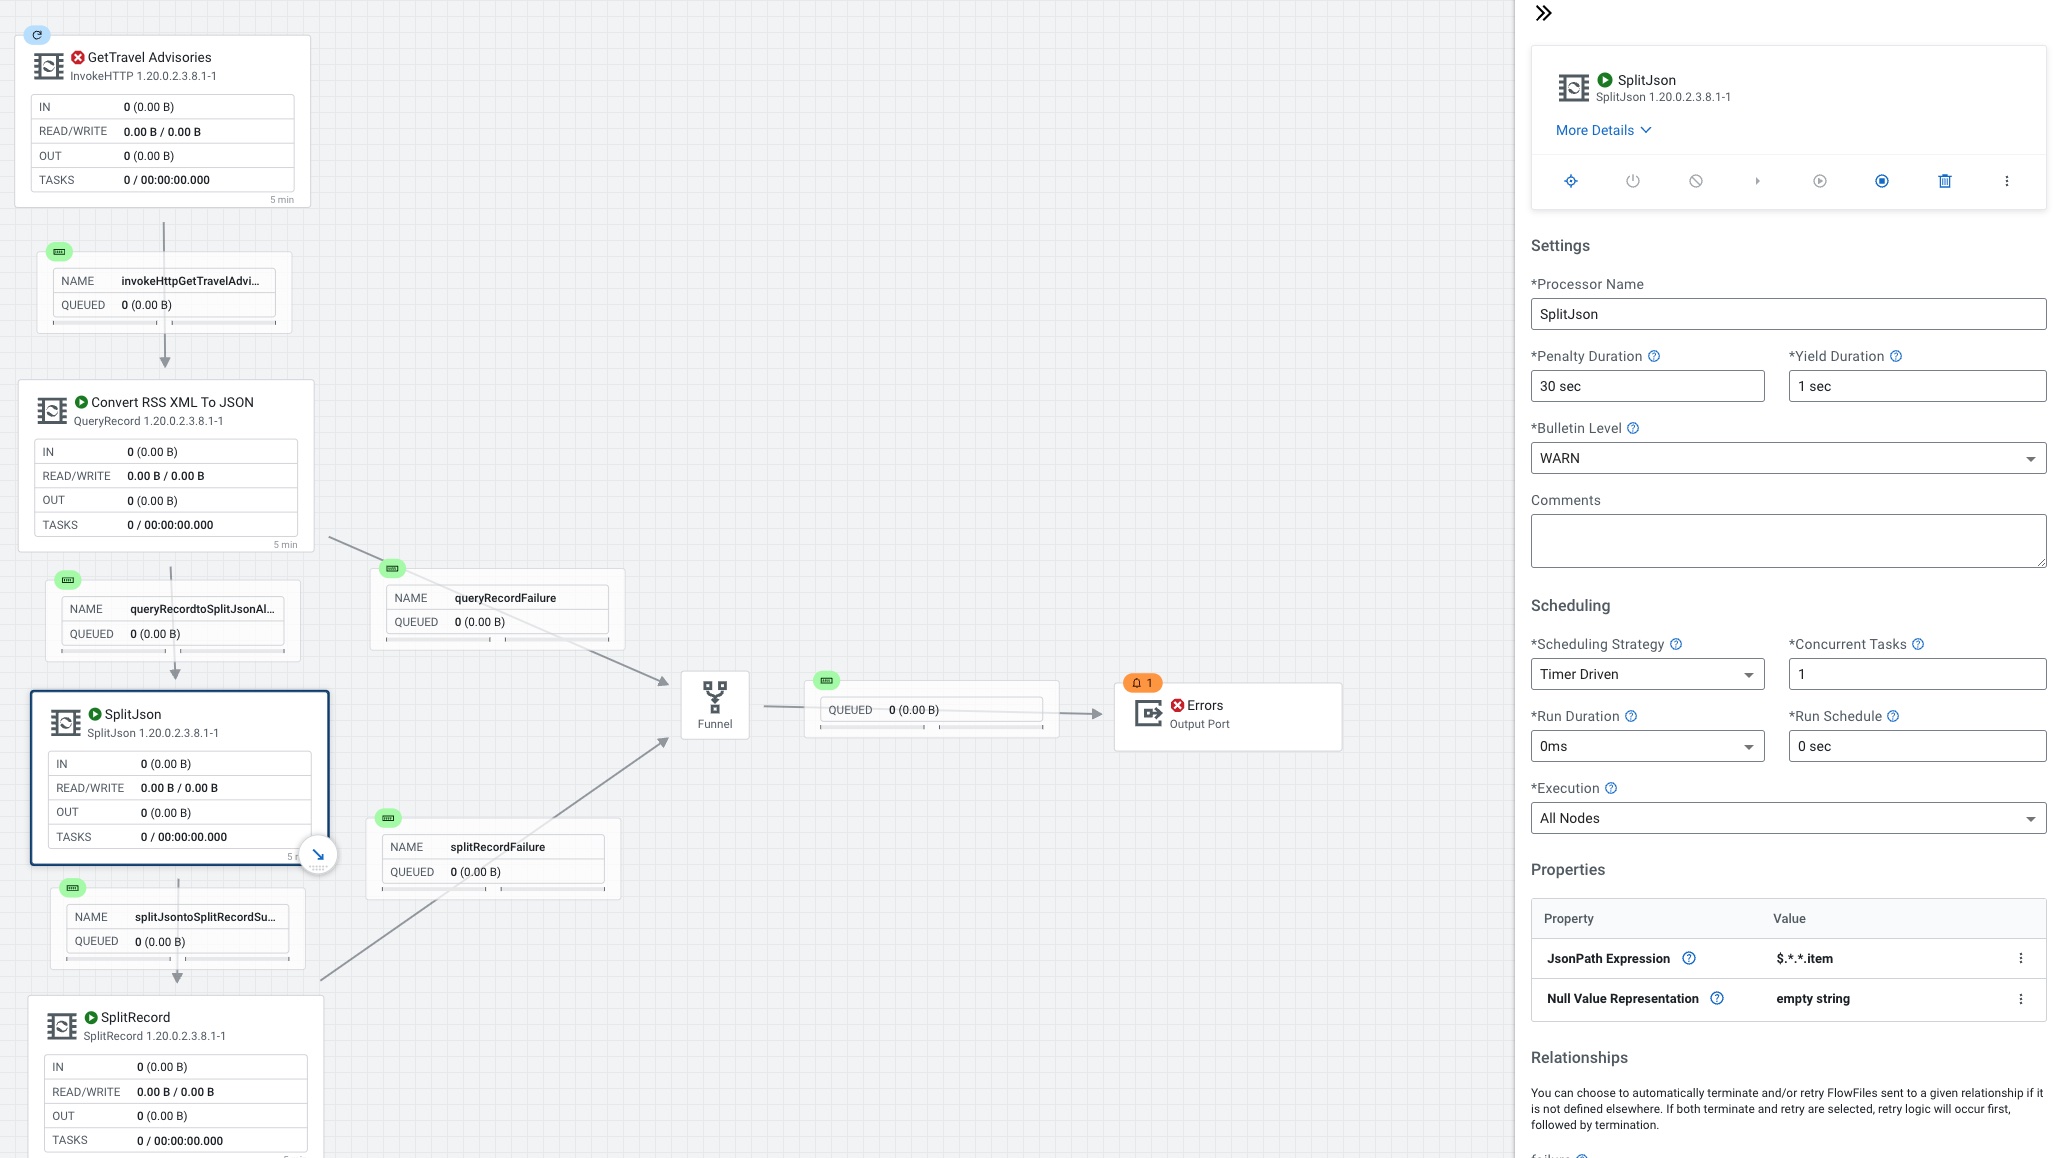 GetTravel Advisories
InvokeHTTP 1.20.0.2.3.8.1-1
IN 0 (0.00 B)
READ/WRITE 0.00 B / 0.00 B
OUT 0 (0.00 B)
TASKS 0 / 00:00:00.000
5 min
NAME invokeHttpGetTravelAdvi...
QUEUED 0 (0.00 B)
Convert RSS XML To JSON
QueryRecord 1.20.0.2.3.8.1-1
IN 0 (0.00 B)
READ/WRITE 0.00 B / 0.00 B
OUT 0 (0.00 B)
TASKS 0 / 00:00:00.000
5 min
NAME queryRecordtoSplitJsonAl...
QUEUED 0 (0.00 B)
NAME queryRecordFailure
QUEUED 0 (0.00 B)
SplitJson
SplitJson 1.20.0.2.3.8.1-1
IN 0 (0.00 B)
READ/WRITE 0.00 B / 0.00 B
OUT 0 (0.00 B)
TASKS 0 / 00:00:00.000
Funnel
QUEUED 0 (0.00 B)
1
Errors
Output Port
NAME splitRecordFailure
QUEUED 0 (0.00 B)
NAME splitJsontoSplitRecordSu...
QUEUED 0 (0.00 B)
SplitRecord
SplitRecord 1.20.0.2.3.8.1-1
IN 0 (0.00 B)
READ/WRITE 0.00 B / 0.00 B
OUT 0 (0.00 B)
TASKS 0 / 00:00:00.000
SplitJson
SplitJson 1.20.0.2.3.8.1-1
More Details
Settings
*Processor Name
SplitJson
*Penalty Duration *Yield Duration
30 sec 1 sec
*Bulletin Level
WARN
Comments
Scheduling
*Scheduling Strategy *Concurrent Tasks
Timer Driven 1
*Run Duration *Run Schedule
0ms 0 sec
*Execution
All Nodes
Properties
Property Value
JsonPath Expression $.*.*.item
Null Value Representation empty string
Relationships
You can choose to automatically terminate and/or retry FlowFiles sent to a given relationship if it
is not defined elsewhere. If both terminate and retry are selected, retry logic will occur first,
followed by termination.